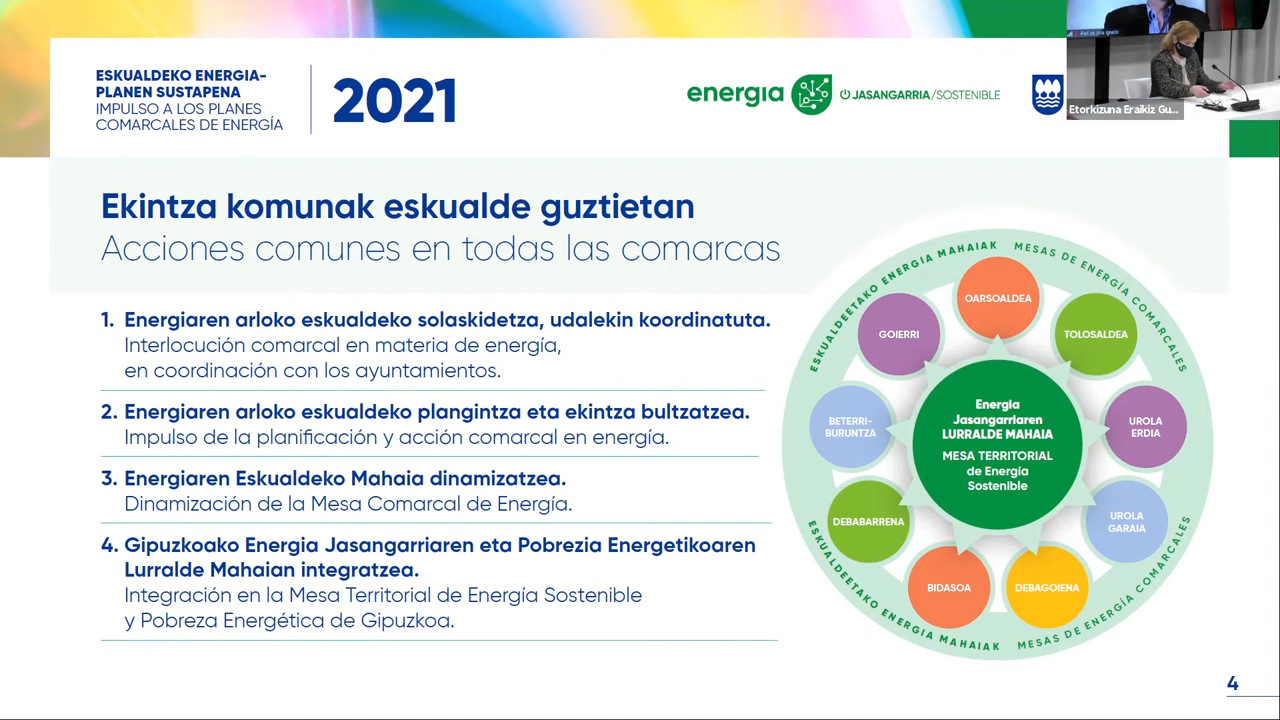 ESKUALDEKO ENERGIA-
PLANEN SUSTAPENA
IMPULSO A LOS PLANES
COMARCALES DE ENERGÍA
2021
energia
JASANGARRIA/SOSTENIBLE
Etorkizuna Eraikiz Gu...
Ekintza komunak eskualde guztietan
Acciones comunes en todas las comarcas
1. Energiaren arloko eskualdeko solaskidetza, udalekin koordinatuta.
Interlocución comarcal en materia de energía,
en coordinación con los ayuntamientos.
2. Energiaren arloko eskualdeko plangintza eta ekintza bultzatzea.
Impulso de la planificación y acción comarcal en energía.
3. Energiaren Eskualdeko Mahaia dinamizatzea.
Dinamización de la Mesa Comarcal de Energía.
4. Gipuzkoako Energia Jasangarriaren eta Pobrezia Energetikoaren
Lurralde Mahaian integratzea.
Integración en la Mesa Territorial de Energía Sostenible
y Pobreza Energética de Gipuzkoa.
ESKUALDEETAKO ENERGIA MAHAIAK
MESAS DE ENERGÍA COMARCALES
OARSOALDEA
GOIERRI
TOLOSALDEA
BETERRI-
BURUNTZA
UROLA
ERDIA
Energia
Jasangarriaren
LURRALDE MAHAIA
MESA TERRITORIAL
de Energía
Sostenible
DEBABARRENA
UROLA
GARAIA
BIDASOA
DEBAGOIENA
ESKUALDEETAKO ENERGIA MAHAIAK
MESAS DE ENERGÍA COMARCALES
4